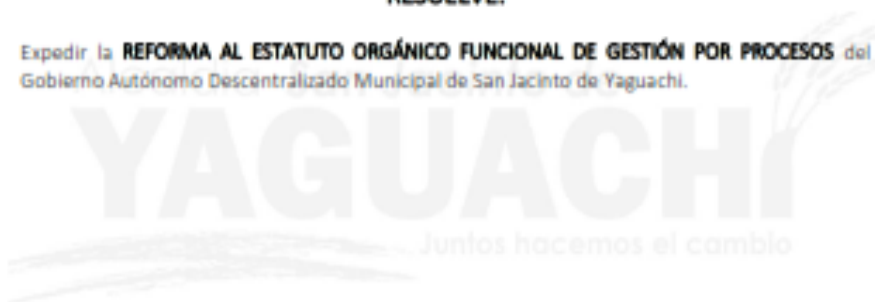 RESUELVE:
Expedir la REFORMA AL ESTATUTO ORGÁNICO FUNCIONAL DE GESTIÓN POR PROCESOS del
Gobierno Autónomo Descentralizado Municipal de San Jacinto de Yaguachi.
YAGUACHI
Juntos hacemos el cambio